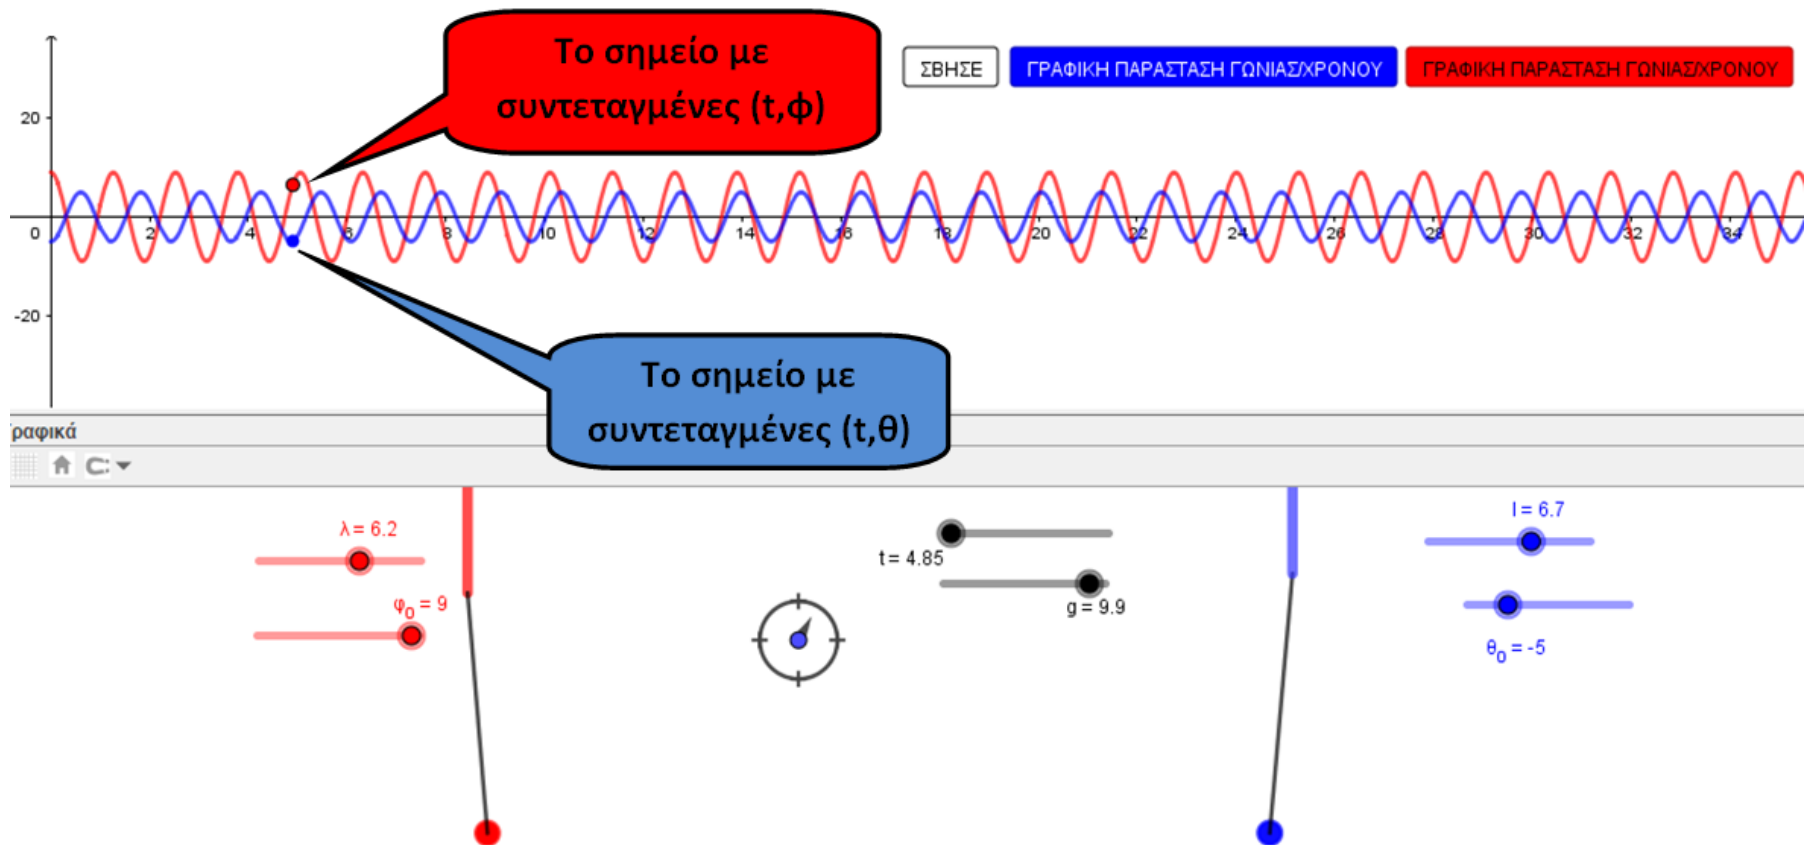 Το σημείο με
συντεταγμένες (t,φ)
ΣΒΗΣΕ
ΓΡΑΦΙΚΗ ΠΑΡΑΣΤΑΣΗ ΓΩΝΙΑΣ/ΧΡΟΝΟΥ
ΓΡΑΦΙΚΗ ΠΑΡΑΣΤΑΣΗ ΓΩΝΙΑΣ/ΧΡΟΝΟΥ
20
0 2 4 6 8 10 12 14 16 18 20 22 24 26 28 30 32 34
-20
Το σημείο με
συντεταγμένες (t,θ)
ραφικά
λ = 6.2
φ₀ = 9
t = 4.85
g = 9.9
l = 6.7
θ₀ = -5